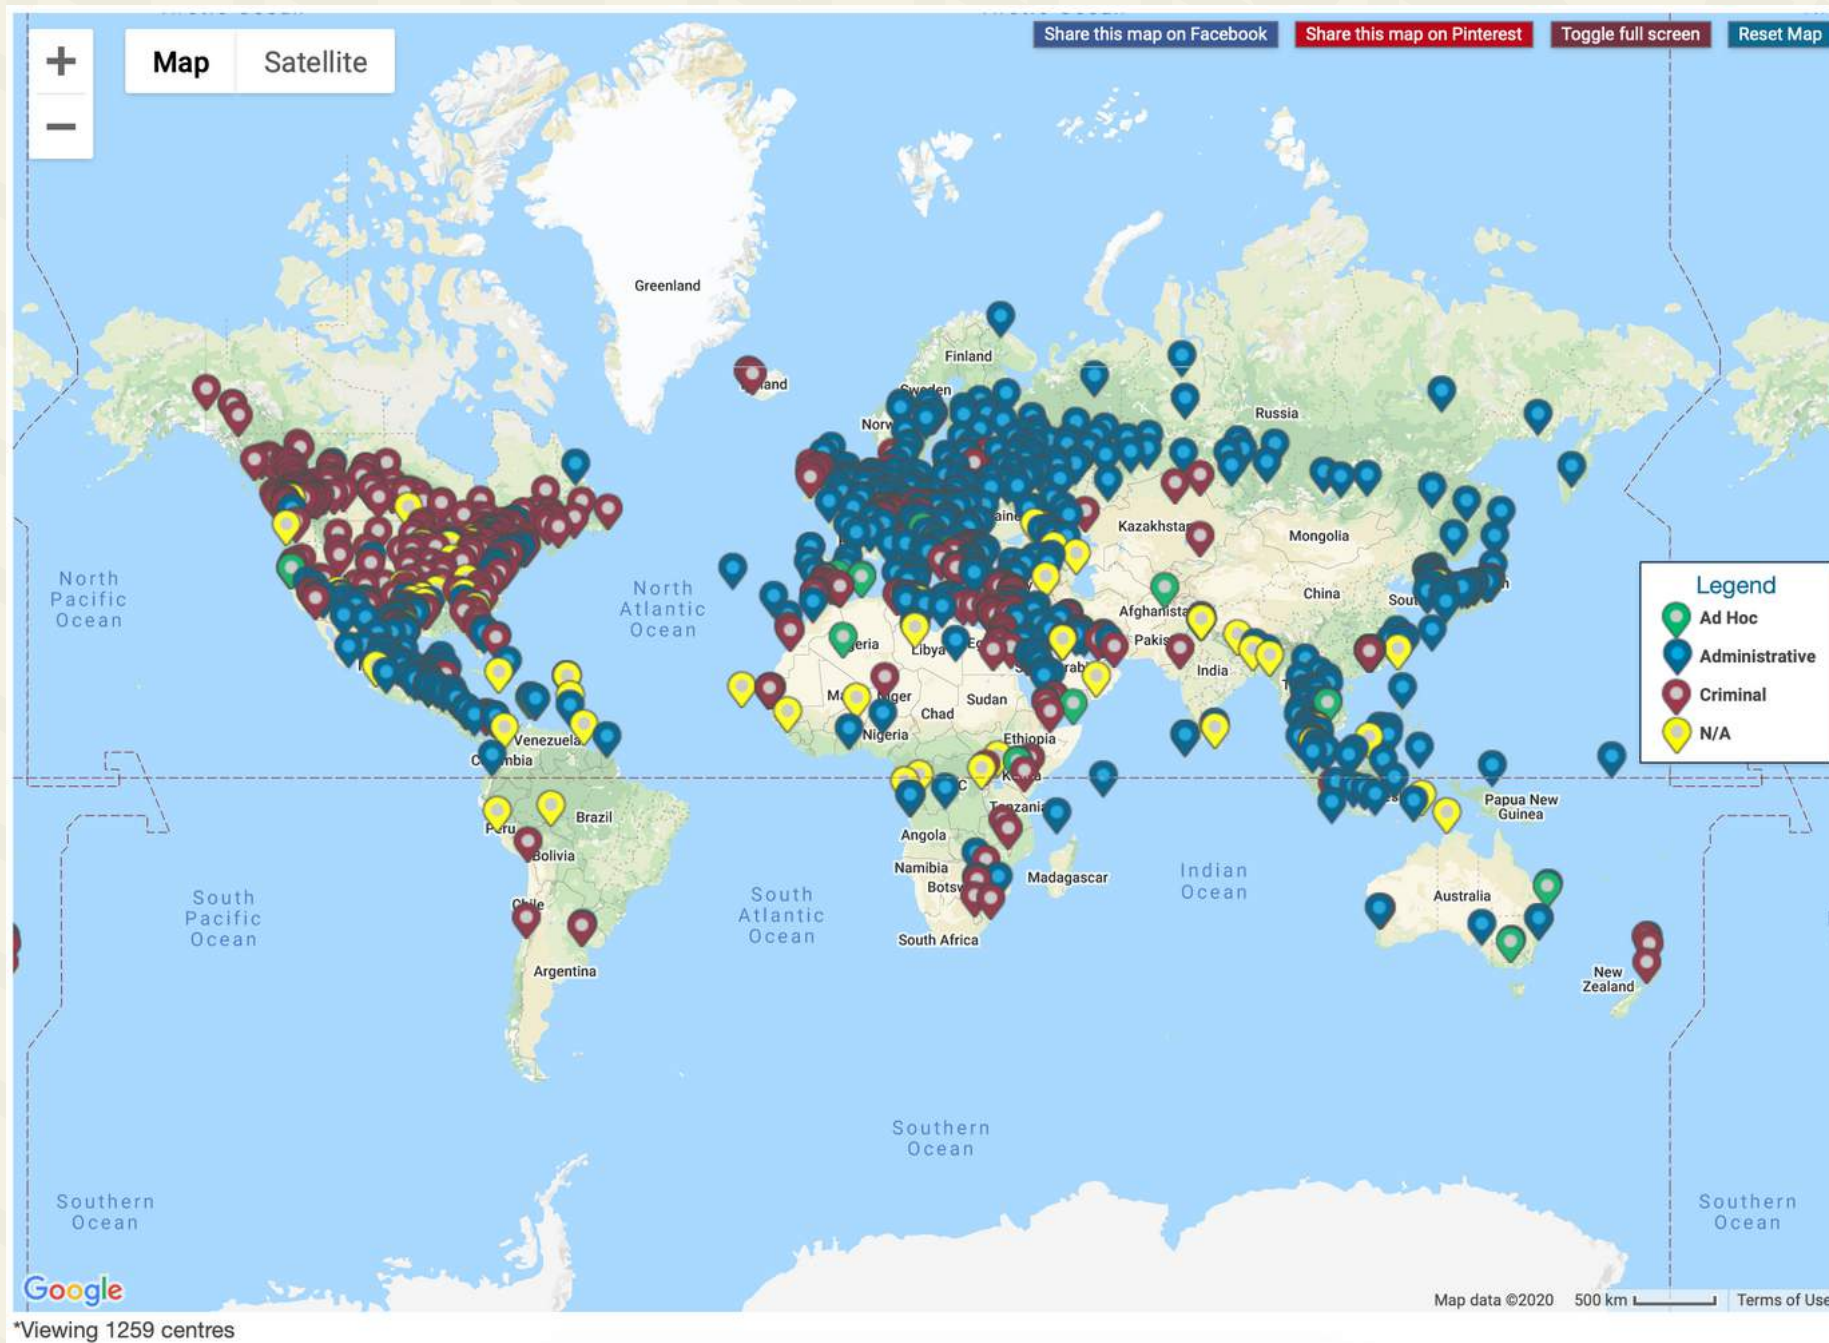 Share this map on Facebook
Share this map on Pinterest
Toggle full screen
Reset Map
+
Map
Satellite
−
Greenland
Finland
Sweden
Russia
Kazakhstan
Mongolia
North
Pacific
Ocean
North
Atlantic
Ocean
China
Legend
Ad Hoc
Administrative
Criminal
N/A
Libya
India
Sudan
Chad
Nigeria
Ethiopia
Venezuela
Papua New
Guinea
Brazil
Angola
Bolivia
Namibia
Madagascar
Indian
Ocean
South
Pacific
Ocean
South
Atlantic
Ocean
Australia
South Africa
Argentina
New
Zealand
Southern
Ocean
Southern
Ocean
Southern
Ocean
Google
Map data ©2020
500 km
Terms of Use
*Viewing 1259 centres